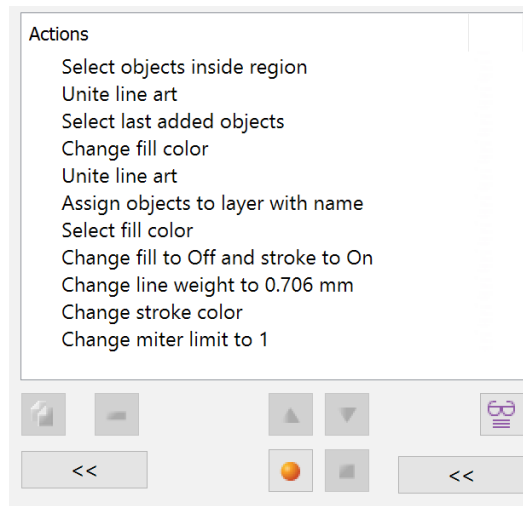 Actions
Select objects inside region
Unite line art
Select last added objects
Change fill color
Unite line art
Assign objects to layer with name
Select fill color
Change fill to Off and stroke to On
Change line weight to 0.706 mm
Change stroke color
Change miter limit to 1
<<
<<